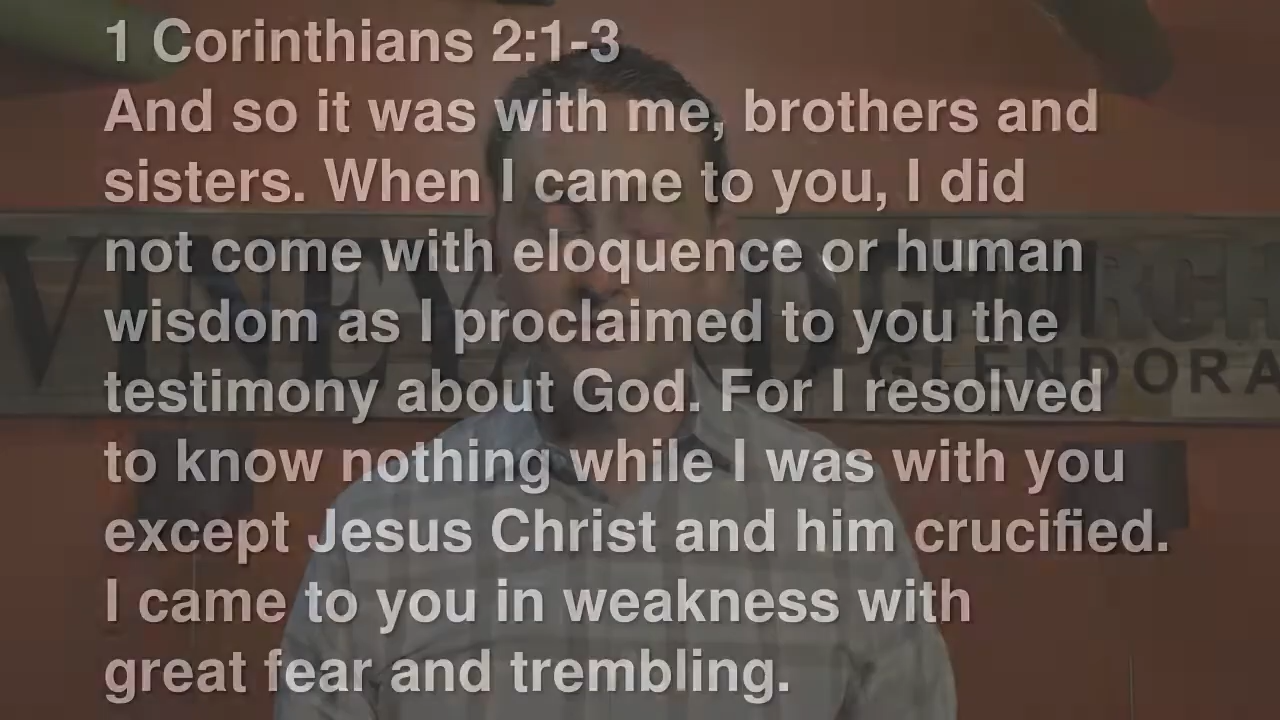 1 Corinthians 2:1-3
And so it was with me, brothers and
sisters. When I came to you, I did
not come with eloquence or human
wisdom as I proclaimed to you the
testimony about God. For I resolved
to know nothing while I was with you
except Jesus Christ and him crucified.
I came to you in weakness with
great fear and trembling.
VINEYARD CHURCH
GLENDORA